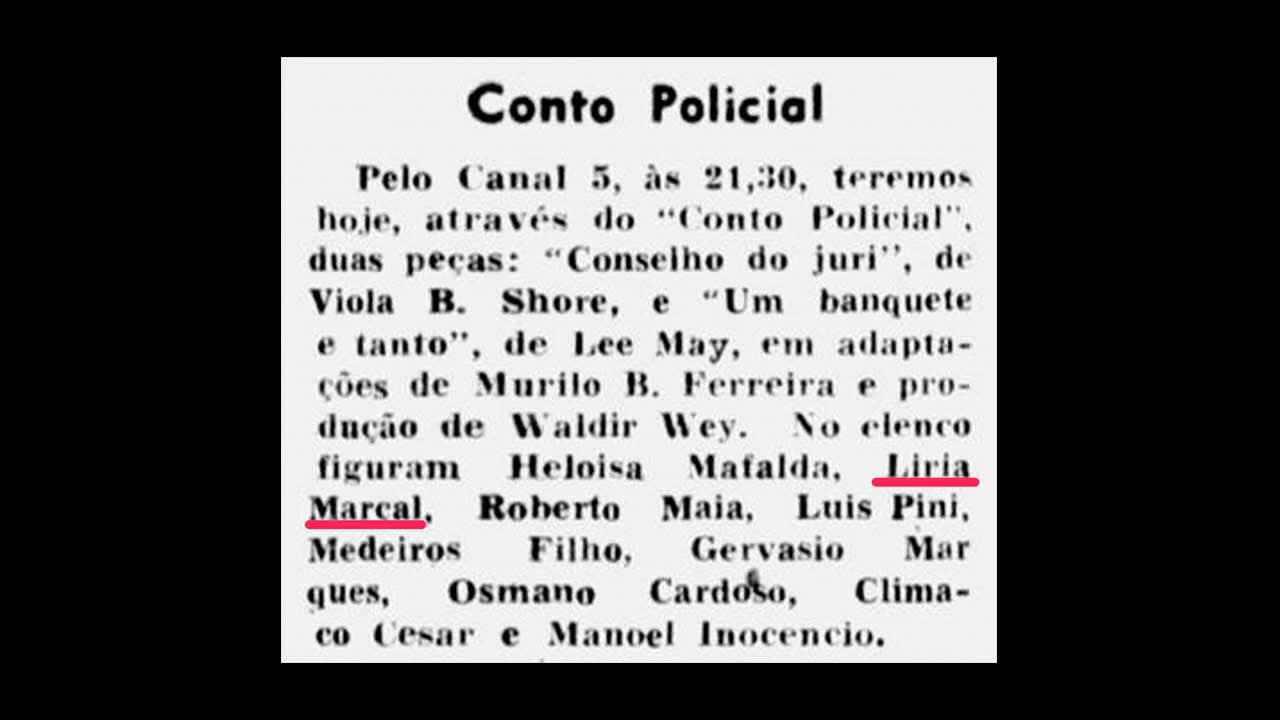 Conto Policial
Pelo Canal 5, às 21,30, teremos
hoje, através do "Conto Policial",
duas peças: "Conselho do juri", de
Viola B. Shore, e "Um banquete
e tanto", de Lee May, em adapta-
ções de Murilo B. Ferreira e pro-
dução de Waldir Wey. No elenco
figuram Heloisa Mafalda, Liria
Marcal, Roberto Maia, Luis Pini,
Medeiros Filho, Gervasio Mar
ques, Osmano Cardoso, Clima-
co Cesar e Manoel Inocencio.